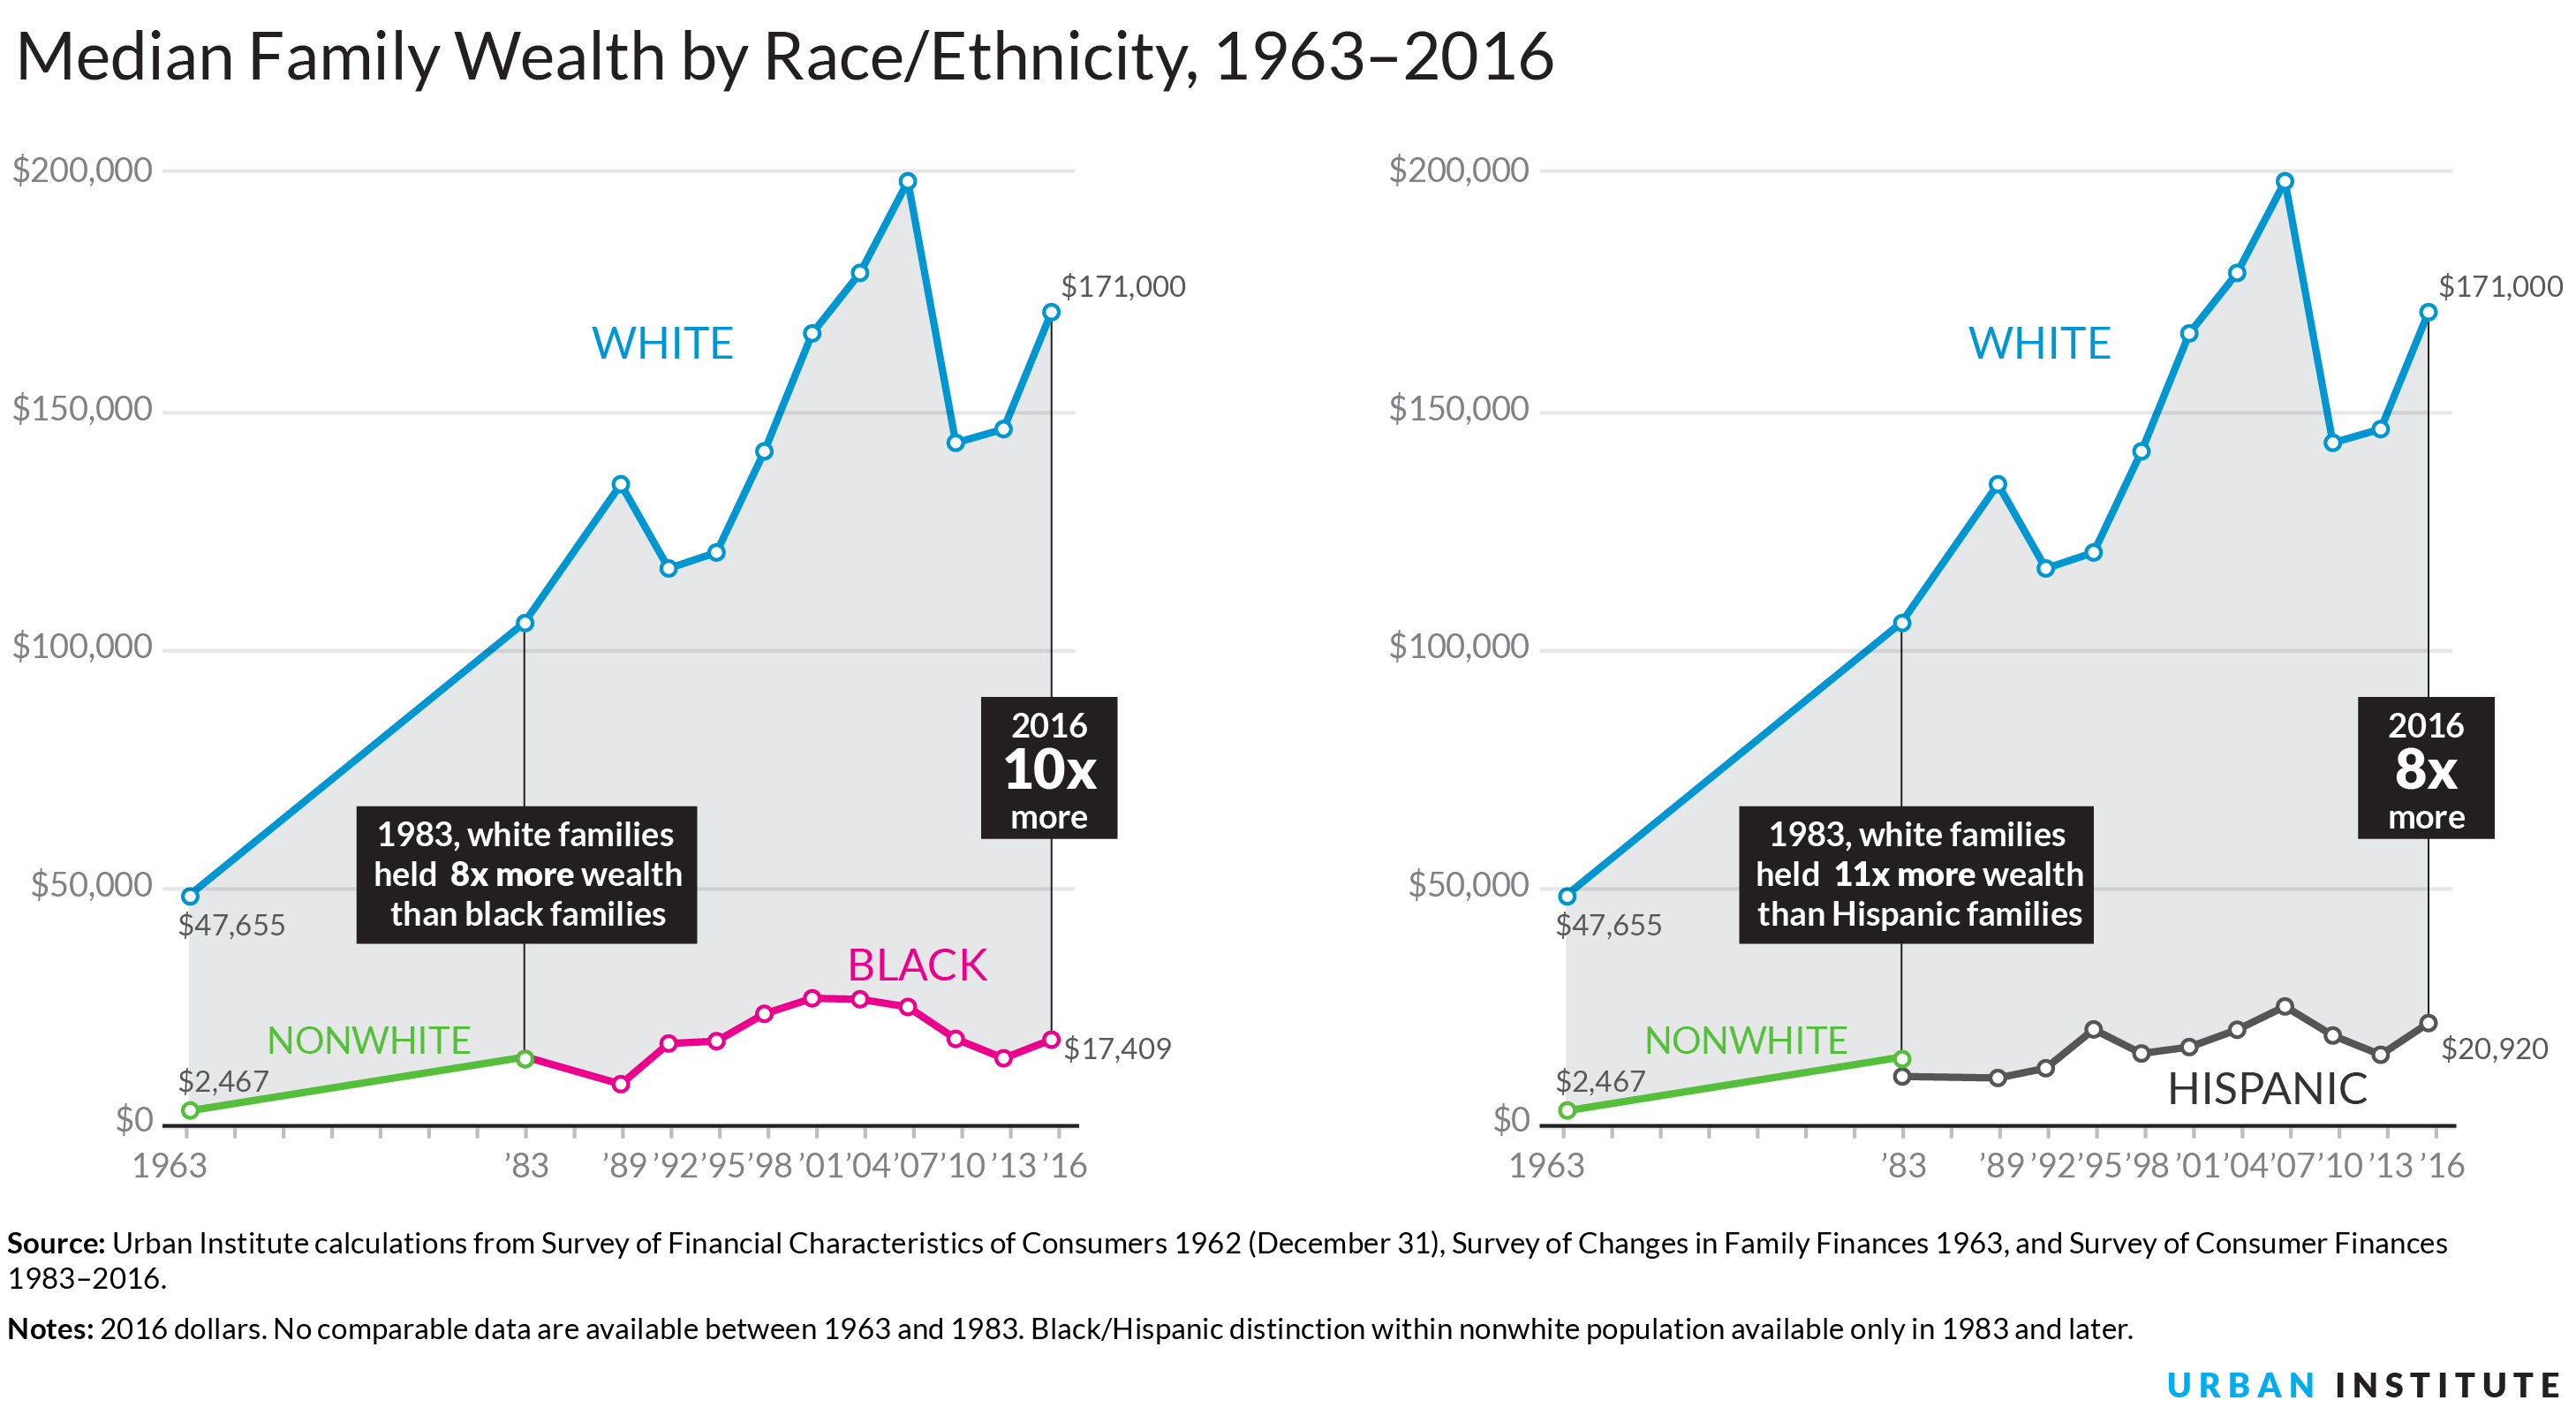 Median Family Wealth by Race/Ethnicity, 1963–2016
$200,000
$150,000
$100,000
$50,000
$0
WHITE
$171,000
2016
10x
more
1983, white families
held 8x more wealth
than black families
$47,655
BLACK
NONWHITE
$2,467
$17,409
1963 ’83 ’89 ’92 ’95 ’98 ’01 ’04 ’07 ’10 ’13 ’16
$200,000
$150,000
$100,000
$50,000
$0
WHITE
$171,000
2016
8x
more
1983, white families
held 11x more wealth
than Hispanic families
$47,655
NONWHITE
$2,467
HISPANIC
$20,920
1963 ’83 ’89 ’92 ’95 ’98 ’01 ’04 ’07 ’10 ’13 ’16
Source: Urban Institute calculations from Survey of Financial Characteristics of Consumers 1962 (December 31), Survey of Changes in Family Finances 1963, and Survey of Consumer Finances
1983–2016.
Notes: 2016 dollars. No comparable data are available between 1963 and 1983. Black/Hispanic distinction within nonwhite population available only in 1983 and later.
URBAN INSTITUTE